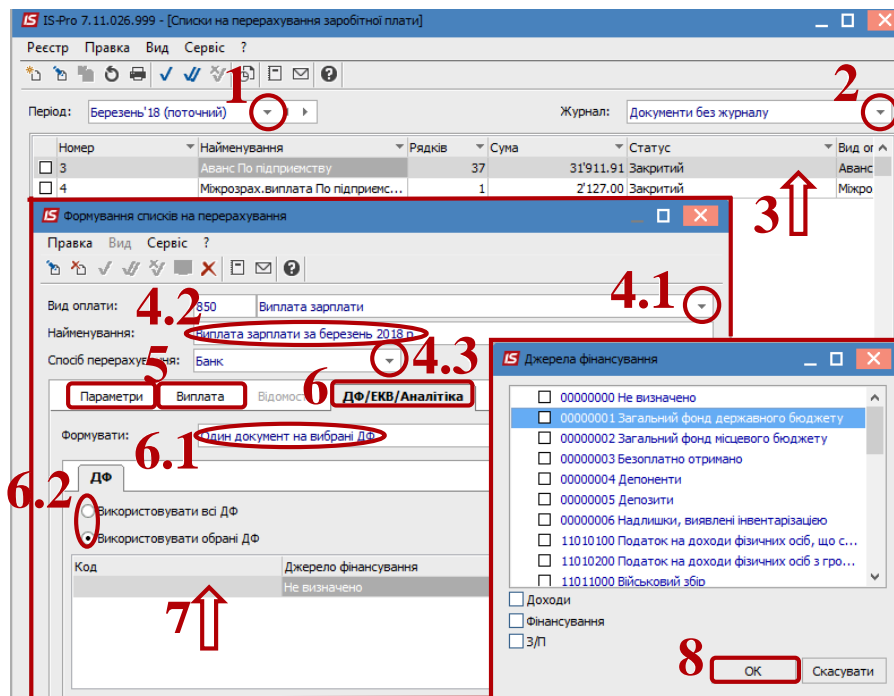 IS-Pro 7.11.026.999 - [Списки на перерахування заробітної плати]
Реєстр Правка Вид Сервіс ?
1
2
Період: Березень'18 (поточний) Журнал: Документи без журналу
Номер Найменування Рядків Сума Статус Вид оп
3 Аванс По підприємству 37 31'911.91 Закритий Аванс
4 Міжрозрах.виплата По підприємс... 1 2'127.00 Закритий Міжро
3
Формування списків на перерахування
Правка Вид Сервіс ?
4.1
4.2
Вид оплати: 850 Виплата зарплати
Найменування: Виплата зарплати за березень 2018 р
4.3
Спосіб перерахування: Банк
5
6
Параметри Виплата Відомост ДФ/ЕКВ/Аналітика
Формувати: Один документ на вибрані ДФ
6.1
ДФ
6.2
Використовувати всі ДФ
Використовувати обрані ДФ
Код Джерело фінансування
Не визначено
7
Джерела фінансування
00000000 Не визначено
00000001 Загальний фонд державного бюджету
00000002 Загальний фонд місцевого бюджету
00000003 Безоплатно отримано
00000004 Депоненти
00000005 Депозити
00000006 Надлишки, виявлені інвентарізацією
11010100 Податок на доходи фізичних осіб, що с...
11010200 Податок на доходи фізичних осіб з гро...
11011000 Військовий збір
Доходи
Фінансування
З/П
8
OK Скасувати